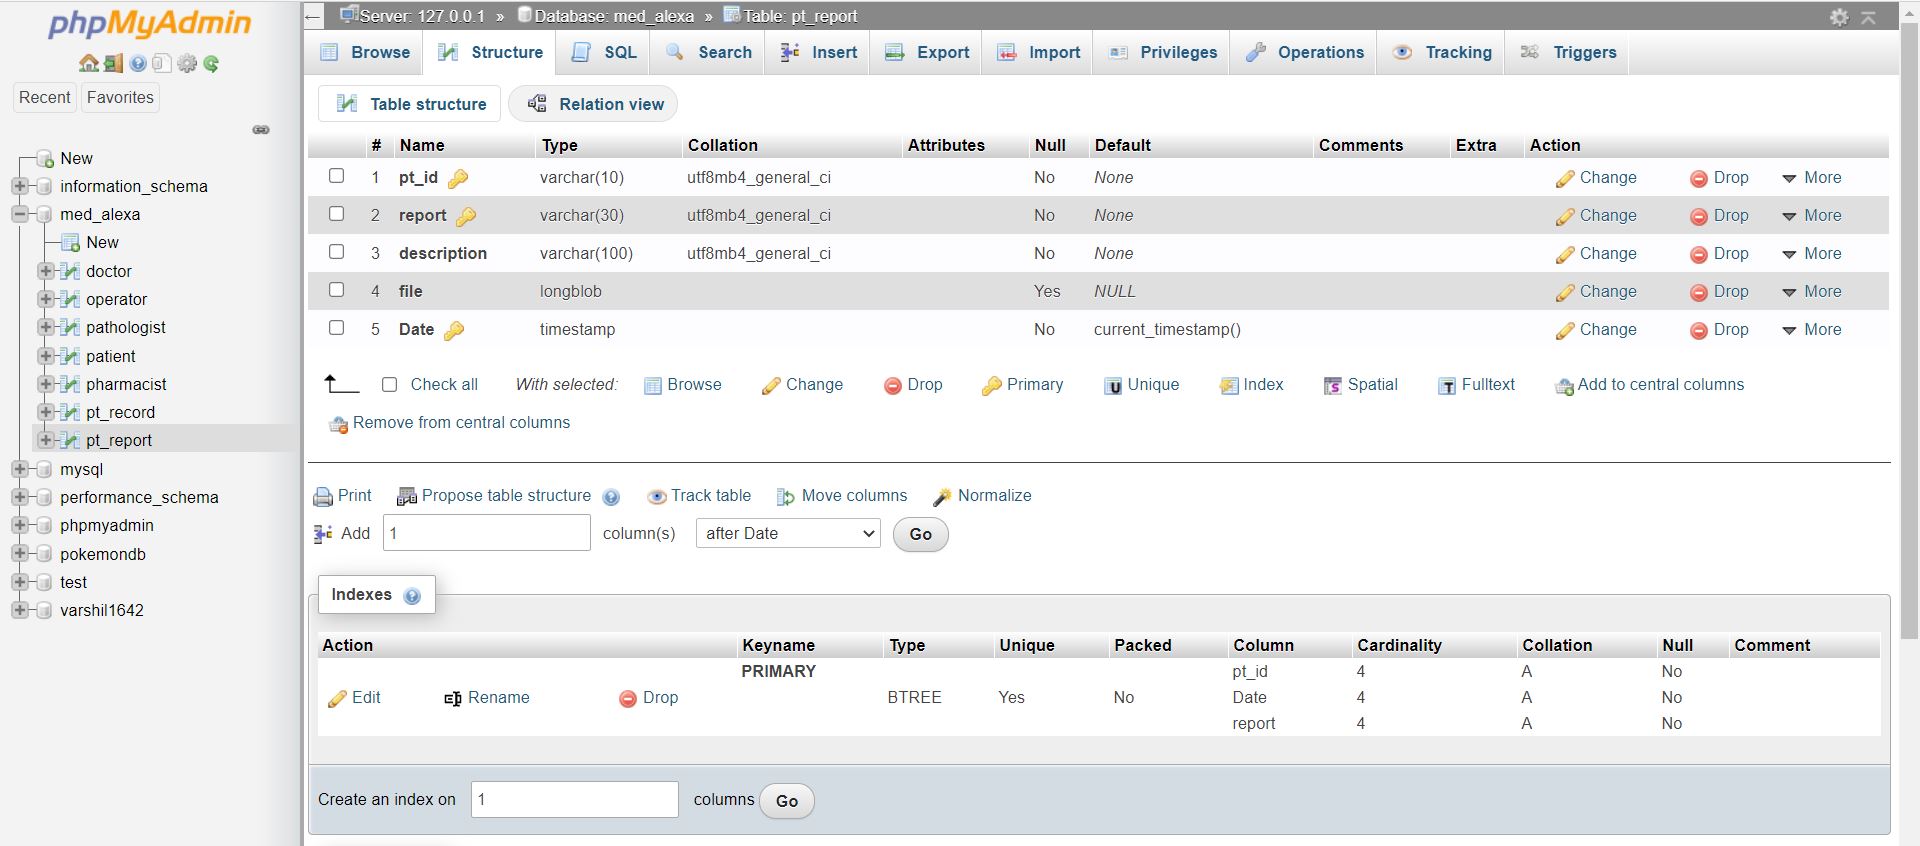 phpMyAdmin
Recent Favorites
New
information_schema
med_alexa
New
doctor
operator
pathologist
patient
pharmacist
pt_record
pt_report
mysql
performance_schema
phpmyadmin
pokemondb
test
varshil1642
Server: 127.0.0.1 » Database: med_alexa » Table: pt_report
Browse Structure SQL Search Insert Export Import Privileges Operations Tracking Triggers
Table structure Relation view
# Name Type Collation Attributes Null Default Comments Extra Action
1 pt_id varchar(10) utf8mb4_general_ci No None Change Drop More
2 report varchar(30) utf8mb4_general_ci No None Change Drop More
3 description varchar(100) utf8mb4_general_ci No None Change Drop More
4 file longblob Yes NULL Change Drop More
5 Date timestamp No current_timestamp() Change Drop More
Check all With selected: Browse Change Drop Primary Unique Index Spatial Fulltext Add to central columns
Remove from central columns
Print Propose table structure Track table Move columns Normalize
Add 1 column(s) after Date Go
Indexes
Action Keyname Type Unique Packed Column Cardinality Collation Null Comment
PRIMARY pt_id 4 A No
Edit Rename Drop BTREE Yes No Date 4 A No
report 4 A No
Create an index on 1 columns Go